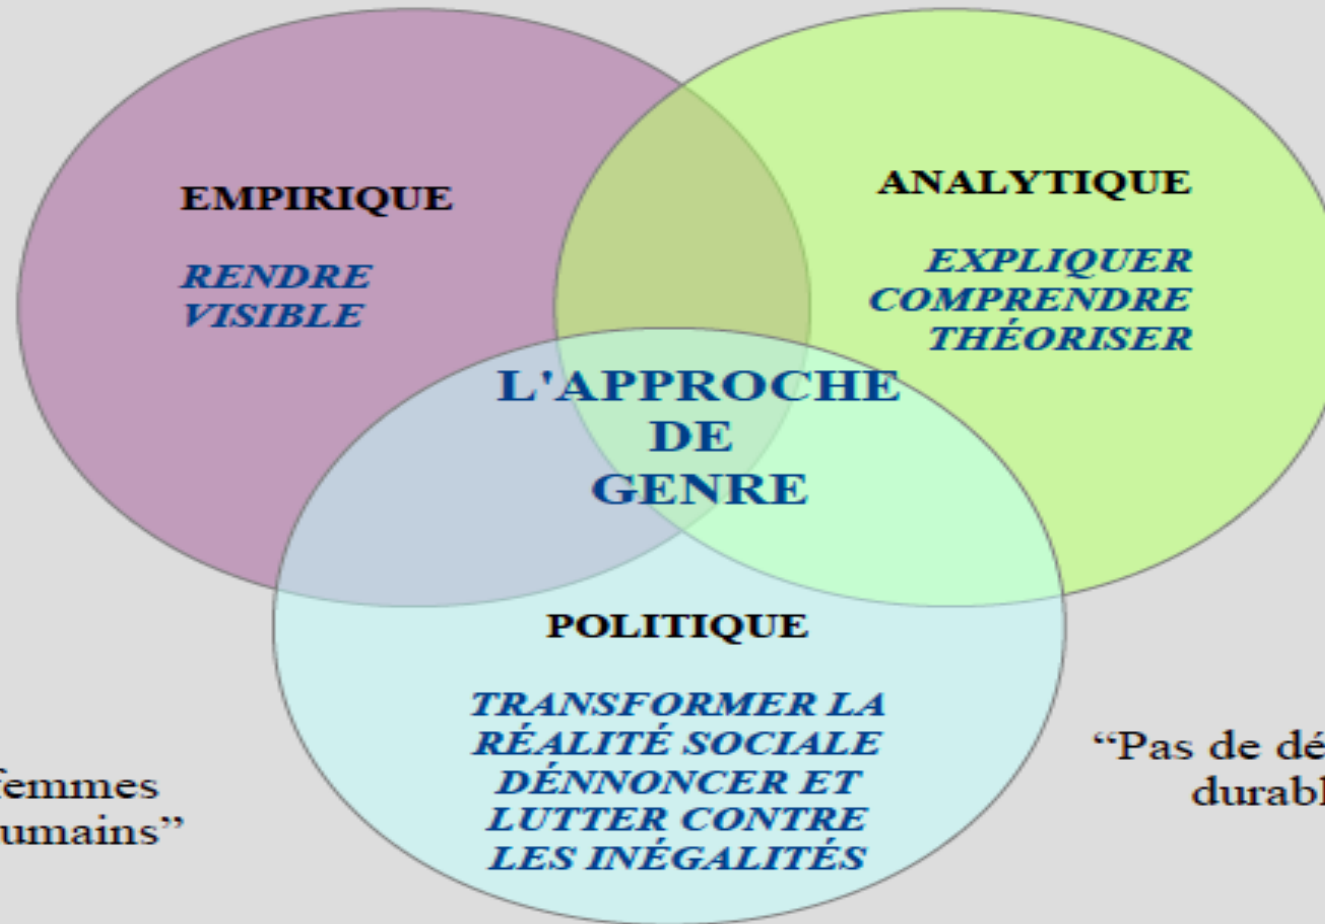 EMPIRIQUE
RENDRE
VISIBLE
ANALYTIQUE
EXPLIQUER
COMPRENDRE
THÉORISER
L'APPROCHE
DE
GENRE
POLITIQUE
TRANSFORMER LA
RÉALITÉ SOCIALE
DÉNNONCER ET
LUTTER CONTRE
LES INÉGALITÉS
femmes
umains”
“Pas de dé
durabl